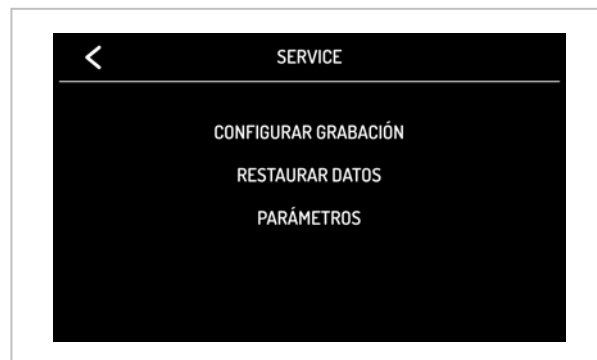 SERVICE
CONFIGURAR GRABACIÓN
RESTAURAR DATOS
PARÁMETROS